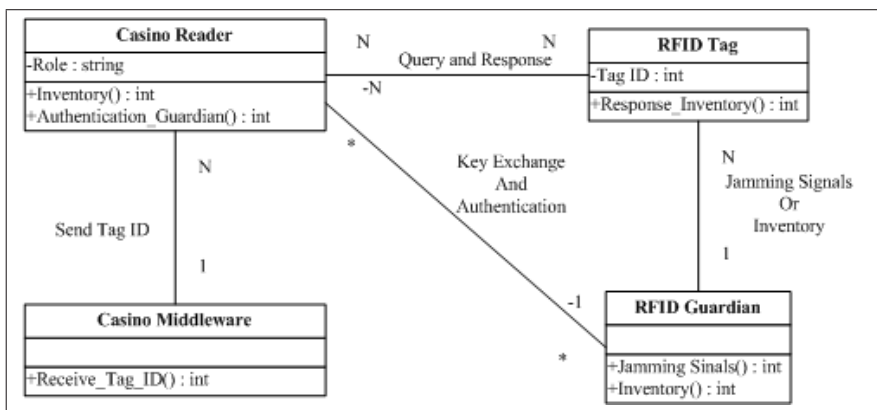 Casino Reader
-Role : string
+Inventory() : int
+Authentication_Guardian() : int
N
N
Query and Response
-N
RFID Tag
-Tag ID : int
+Response_Inventory() : int
*
N
Send Tag ID
1
Key Exchange
And
Authentication
N
Jamming Signals
Or
Inventory
1
Casino Middleware
+Receive_Tag_ID() : int
-1
*
RFID Guardian
+Jamming Sinals() : int
+Inventory() : int